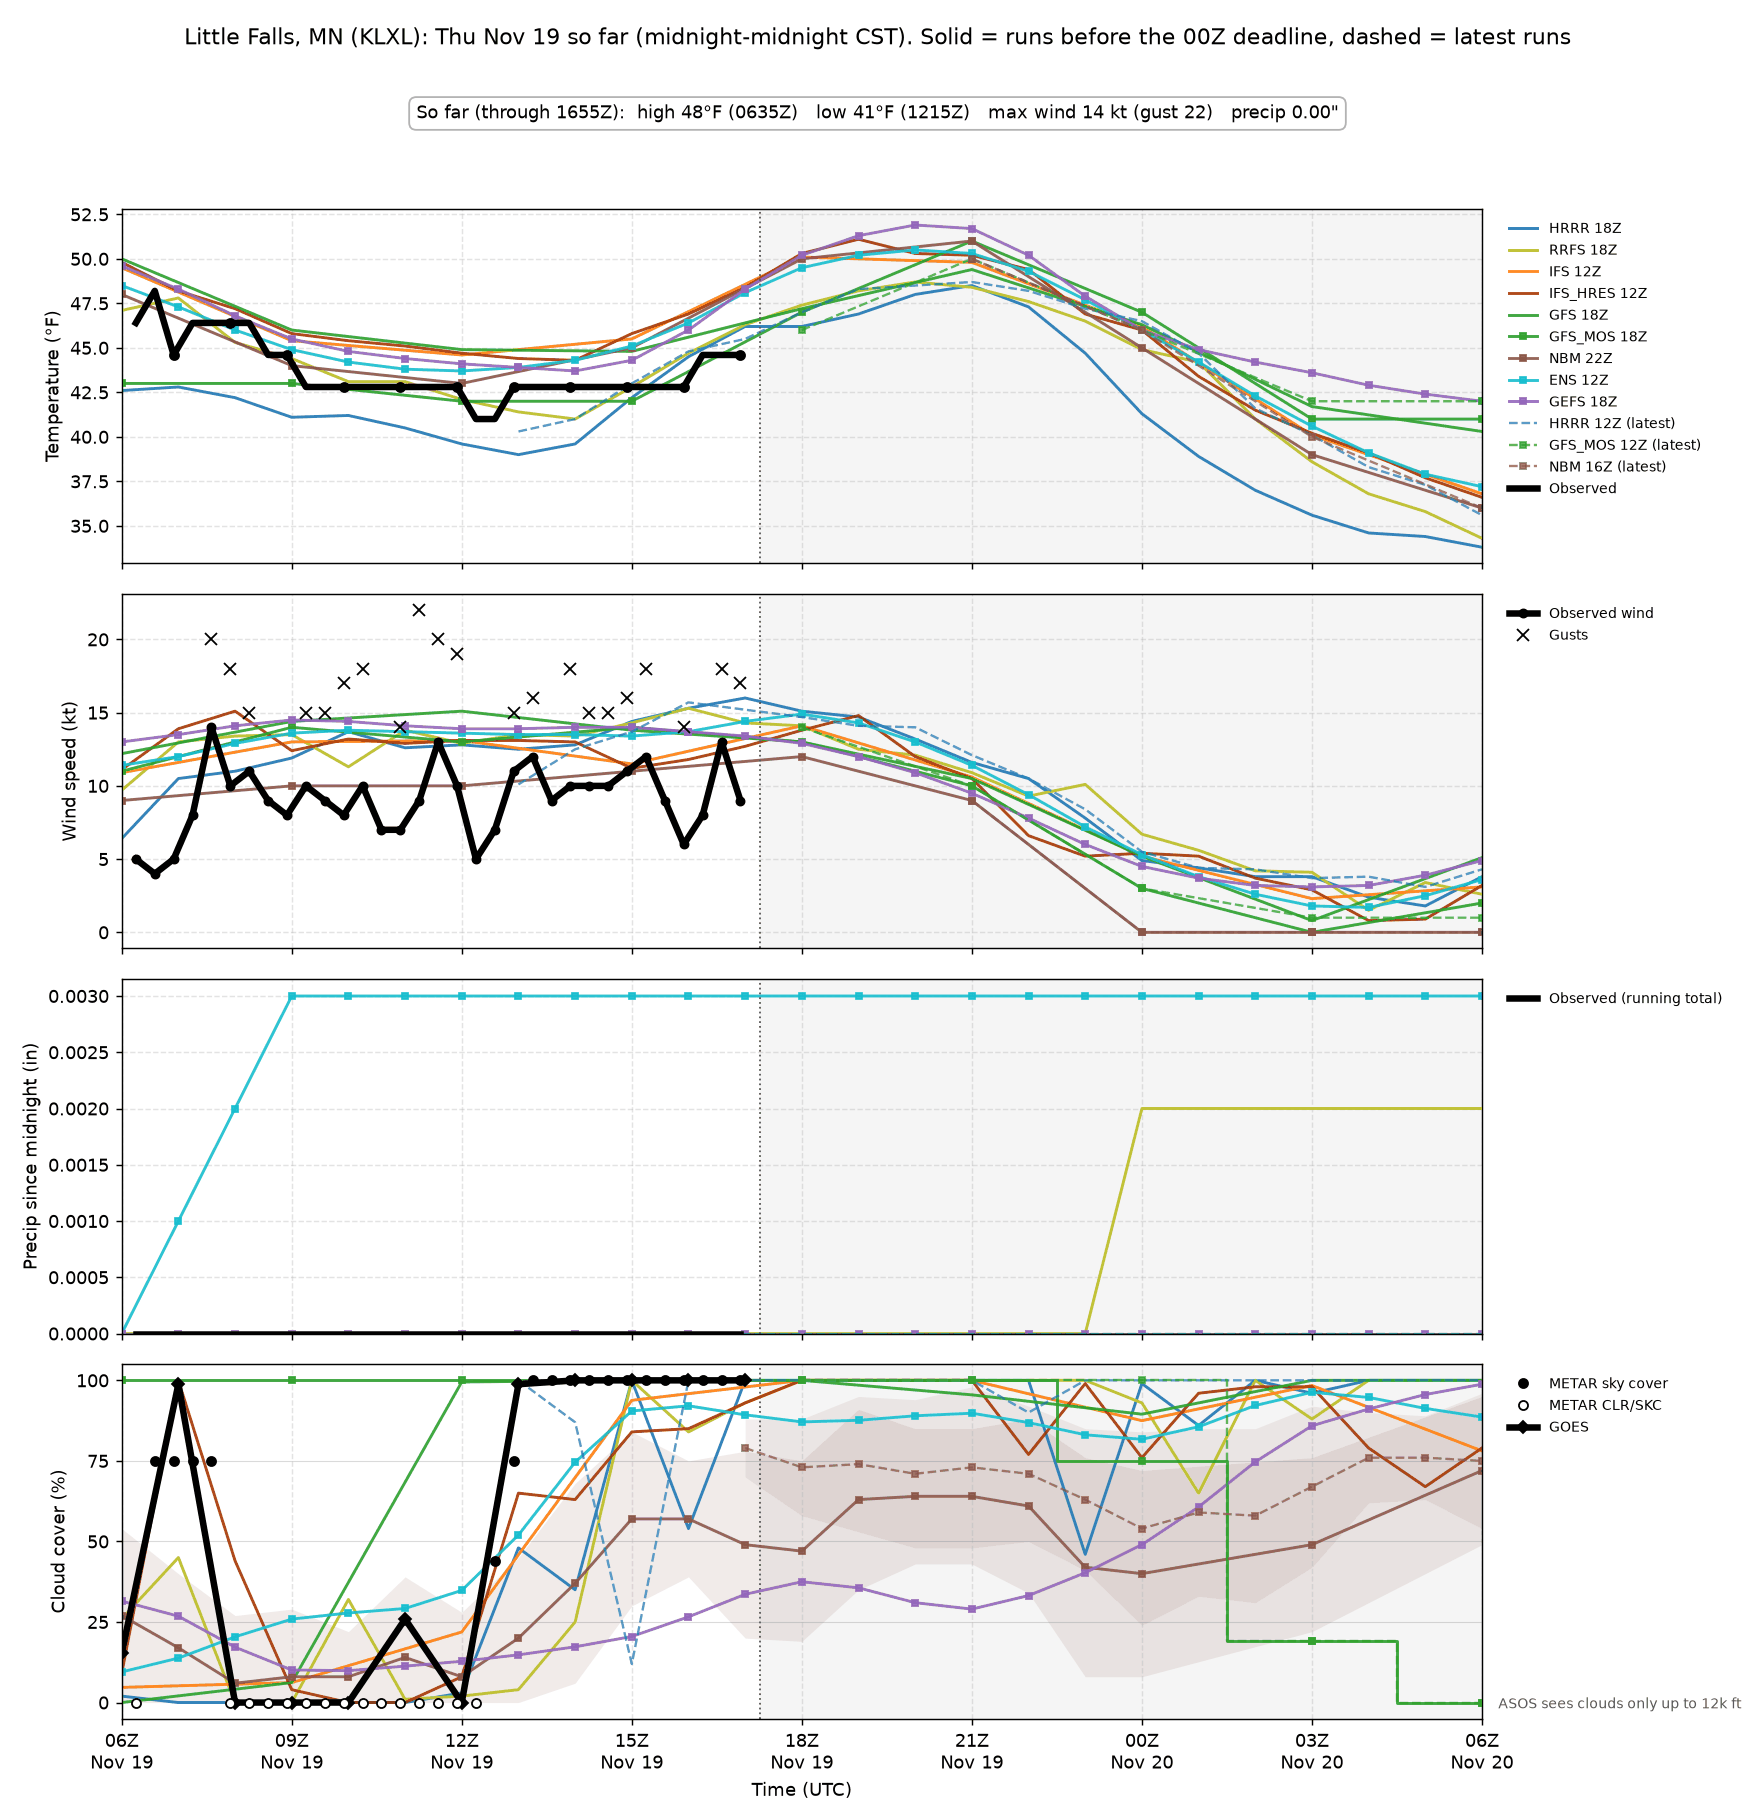 Little Falls, MN (KLXL): Thu Nov 19 so far (midnight-midnight CST). Solid = runs before the 00Z deadline, dashed = latest runs
So far (through 1655Z):  high 48°F (0635Z)   low 41°F (1215Z)   max wind 14 kt (gust 22)   precip 0.00"
Temperature (°F)
52.5
50.0
47.5
45.0
42.5
40.0
37.5
35.0
HRRR 18Z
RRFS 18Z
IFS 12Z
IFS_HRES 12Z
GFS 18Z
GFS_MOS 18Z
NBM 22Z
ENS 12Z
GEFS 18Z
HRRR 12Z (latest)
GFS_MOS 12Z (latest)
NBM 16Z (latest)
Observed
Wind speed (kt)
20
15
10
5
0
Observed wind
Gusts
Precip since midnight (in)
0.0030
0.0025
0.0020
0.0015
0.0010
0.0005
0.0000
Observed (running total)
Cloud cover (%)
100
75
50
25
0
METAR sky cover
METAR CLR/SKC
GOES
ASOS sees clouds only up to 12k ft
06Z
Nov 19
09Z
Nov 19
12Z
Nov 19
15Z
Nov 19
18Z
Nov 19
21Z
Nov 19
00Z
Nov 20
03Z
Nov 20
06Z
Nov 20
Time (UTC)